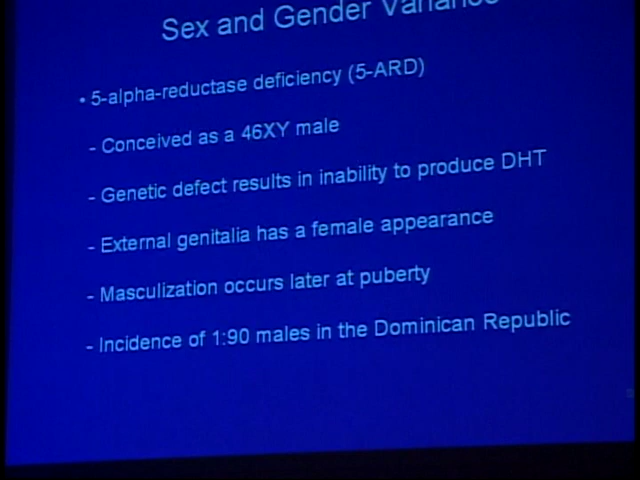 Sex and Gender Variance
• 5-alpha-reductase deficiency (5-ARD)
- Conceived as a 46XY male
- Genetic defect results in inability to produce DHT
- External genitalia has a female appearance
- Masculization occurs later at puberty
- Incidence of 1:90 males in the Dominican Republic